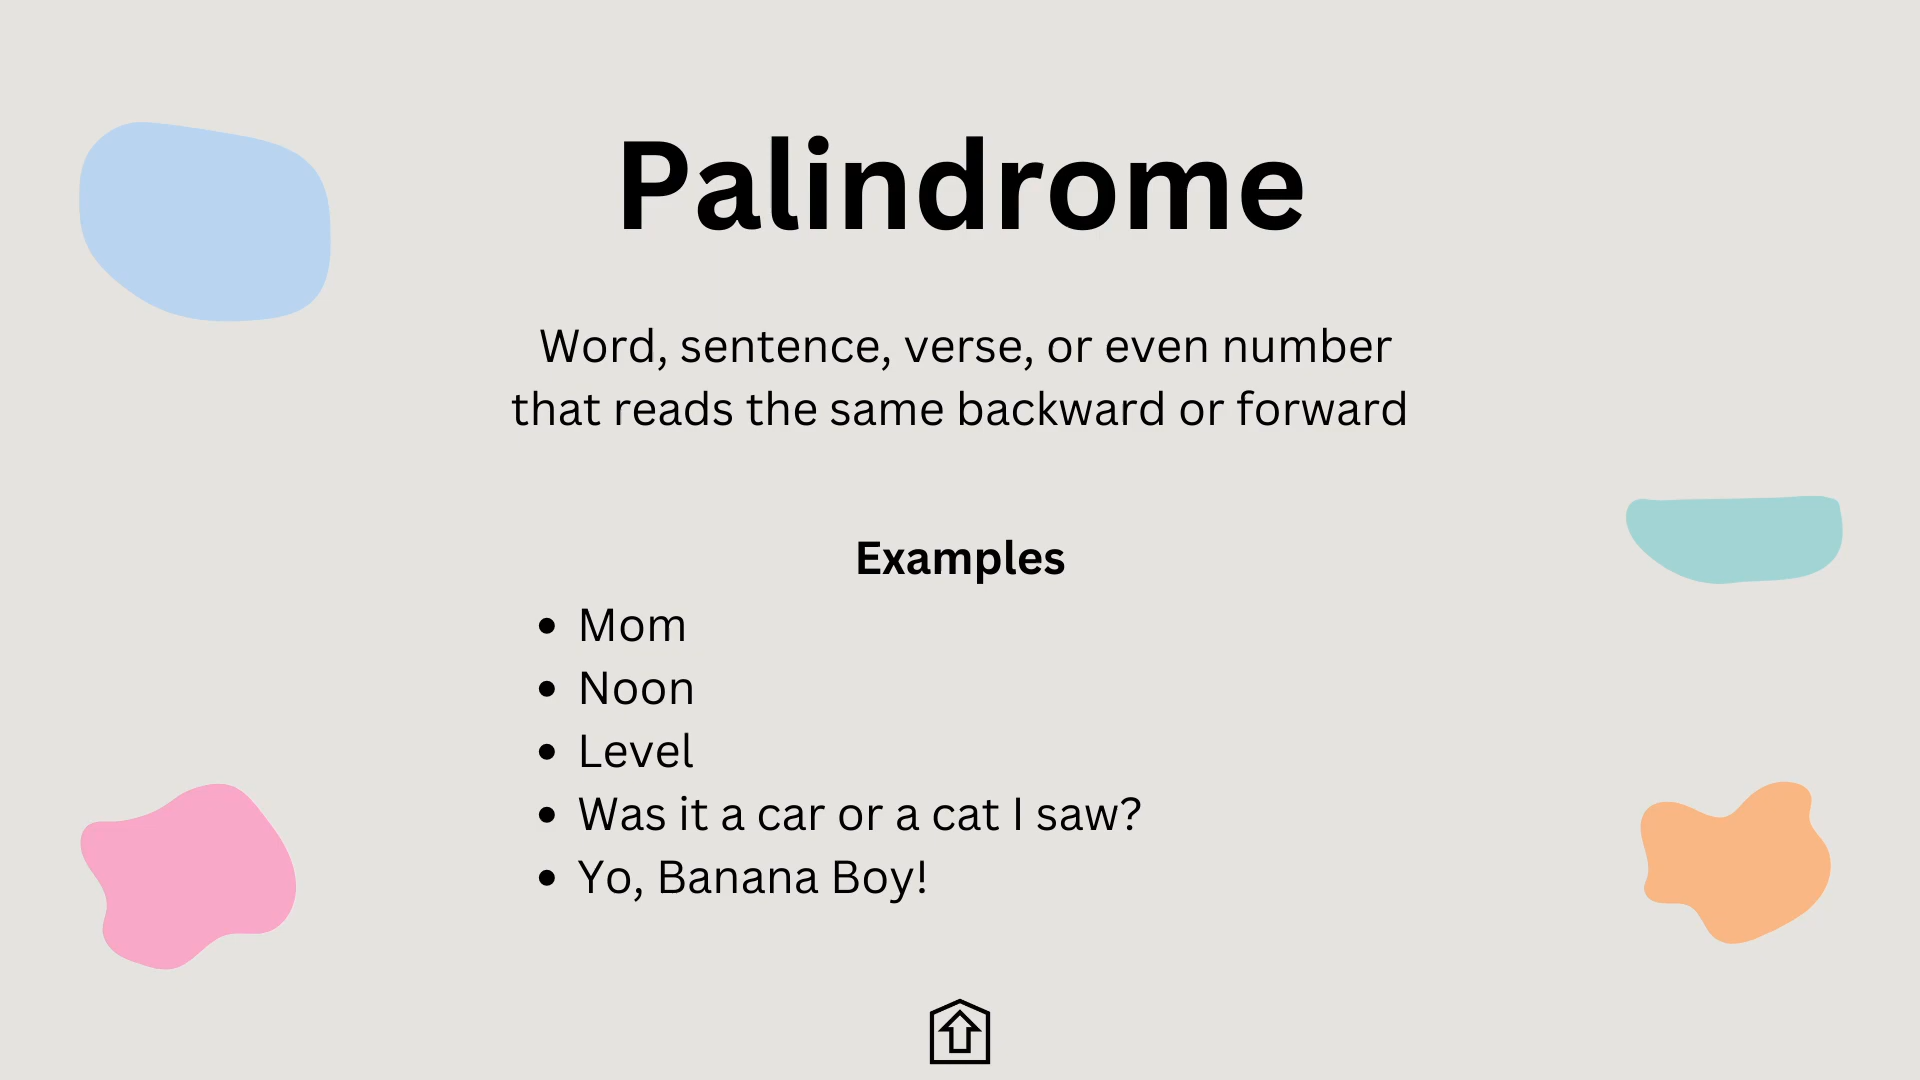 Palindrome
Word, sentence, verse, or even number
that reads the same backward or forward
Examples
• Mom
• Noon
• Level
• Was it a car or a cat I saw?
• Yo, Banana Boy!